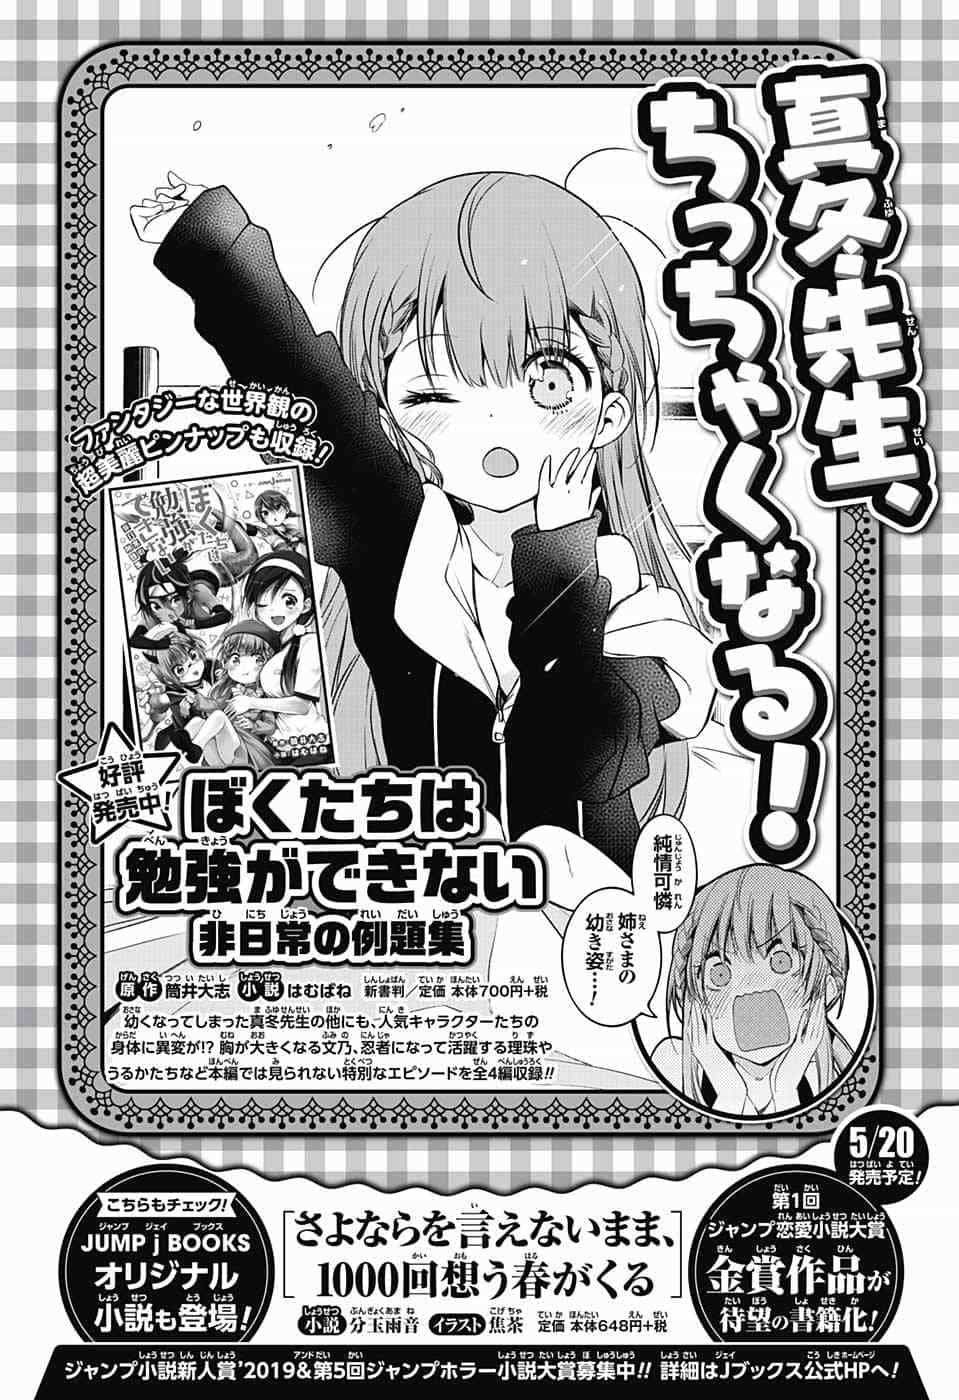 真冬先生、
ちっちゃくなる!
ファンタジーな世界観の
超美麗ピンナップも収録!
好評
発売中!
ぼくたちは
勉強ができない
非日常の例題集
原作 筒井大志 小説 はむばね 新書判/定価 本体700円+税
幼くなってしまった真冬先生の他にも、人気キャラクターたちの
身体に異変が!? 胸が大きくなる文乃、忍者になって活躍する理珠や
うるかたちなど本編では見られない特別なエピソードを全4編収録!!
純情可憐
姉さまの
幼き姿…!
5/20
発売予定!
こちらもチェック!
JUMP j BOOKS
オリジナル
小説も登場!
さよならを言えないまま、
1000回想う春がくる
小説 分玉雨音 イラスト 焦茶 定価 本体648円+税
第1回
ジャンプ恋愛小説大賞
金賞作品が
待望の書籍化!
ジャンプ小説新人賞'2019&第5回ジャンプホラー小説大賞募集中!! 詳細はJブックス公式HPへ!